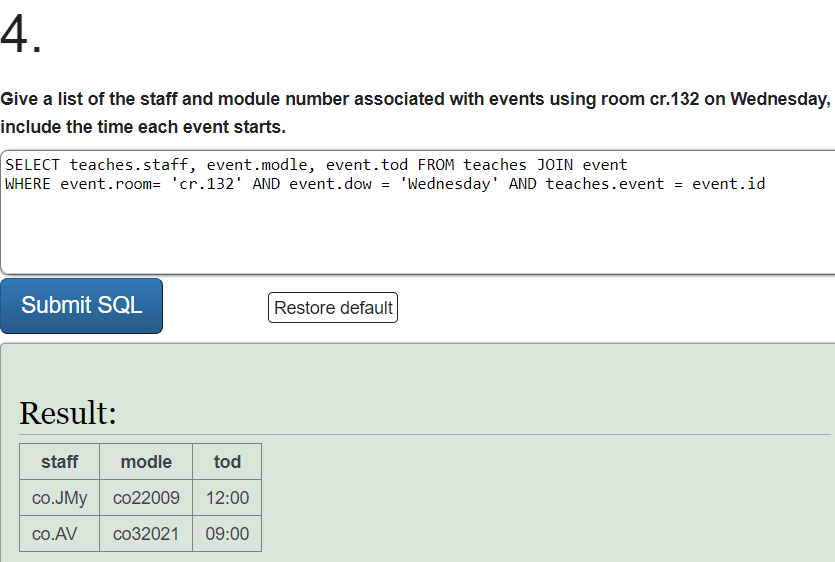 4.
Give a list of the staff and module number associated with events using room cr.132 on Wednesday,
include the time each event starts.
SELECT teaches.staff, event.modle, event.tod FROM teaches JOIN event
WHERE event.room= 'cr.132' AND event.dow = 'Wednesday' AND teaches.event = event.id
Submit SQL Restore default
Result:
staff modle tod
co.JMy co22009 12:00
co.AV co32021 09:00